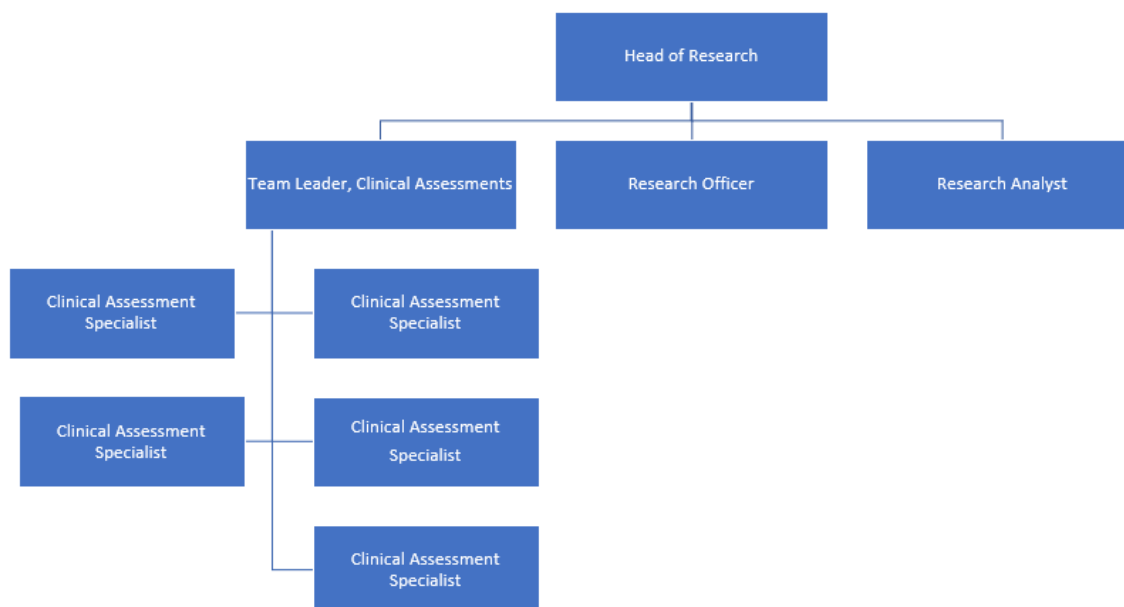 Head of Research
Team Leader, Clinical Assessments
Research Officer
Research Analyst
Clinical Assessment
Specialist
Clinical Assessment
Specialist
Clinical Assessment
Specialist
Clinical Assessment
Specialist
Clinical Assessment
Specialist